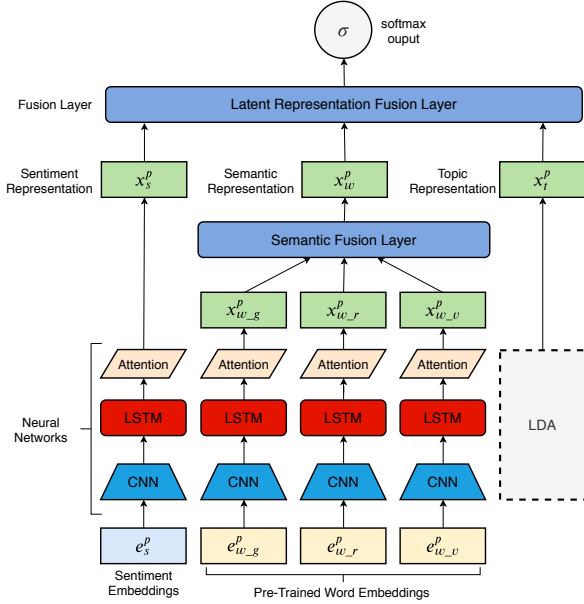 σ
softmax
ouput
Fusion Layer
Latent Representation Fusion Layer
Sentiment
Representation
x_s^p
Semantic
Representation
x_w^p
Topic
Representation
x_t^p
Semantic Fusion Layer
x_{w_g}^p
x_{w_r}^p
x_{w_v}^p
Attention
Attention
Attention
Attention
Neural
Networks
LSTM
LSTM
LSTM
LSTM
LDA
CNN
CNN
CNN
CNN
e_s^p
e_{w_g}^p
e_{w_r}^p
e_{w_v}^p
Sentiment
Embeddings
Pre-Trained Word Embeddings